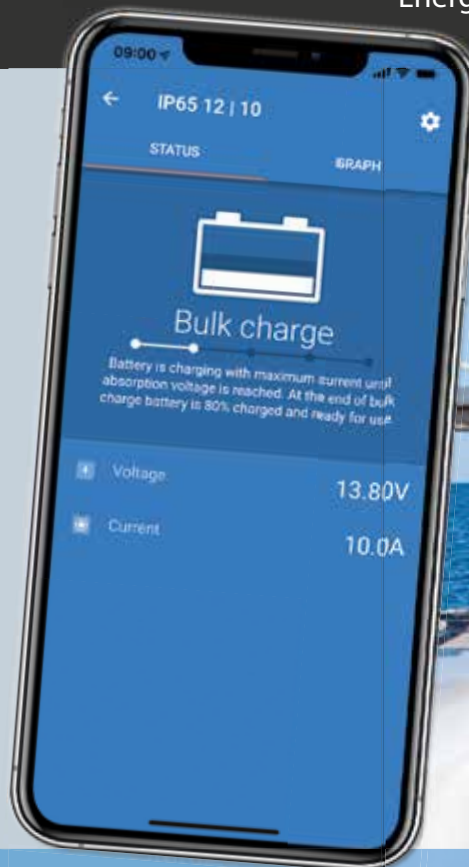 Energ
09:00
IP65 12 | 10
STATUS
GRAPH
Bulk charge
Battery is charging with maximum current until
absorption voltage is reached. At the end of bulk
charge battery is 80% charged and ready for use.
Voltage
13.80V
Current
10.0A